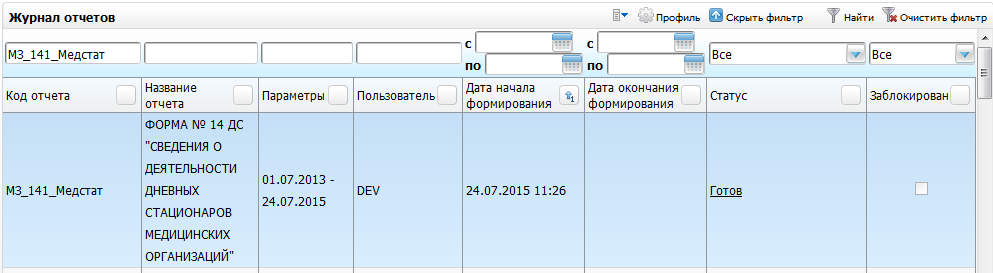 Журнал отчетов
Профиль
Скрыть фильтр
Найти
Очистить фильтр
МЗ_141_Медстат
с
по
с
по
Все
Все
Код отчета
Название
отчета
Параметры
Пользователь
Дата начала
формирования
1
Дата окончания
формирования
Статус
Заблокирован
МЗ_141_Медстат
ФОРМА № 14 ДС
"СВЕДЕНИЯ О
ДЕЯТЕЛЬНОСТИ
ДНЕВНЫХ
СТАЦИОНАРОВ
МЕДИЦИНСКИХ
ОРГАНИЗАЦИЙ"
01.07.2013 -
24.07.2015
DEV
24.07.2015 11:26
Готов